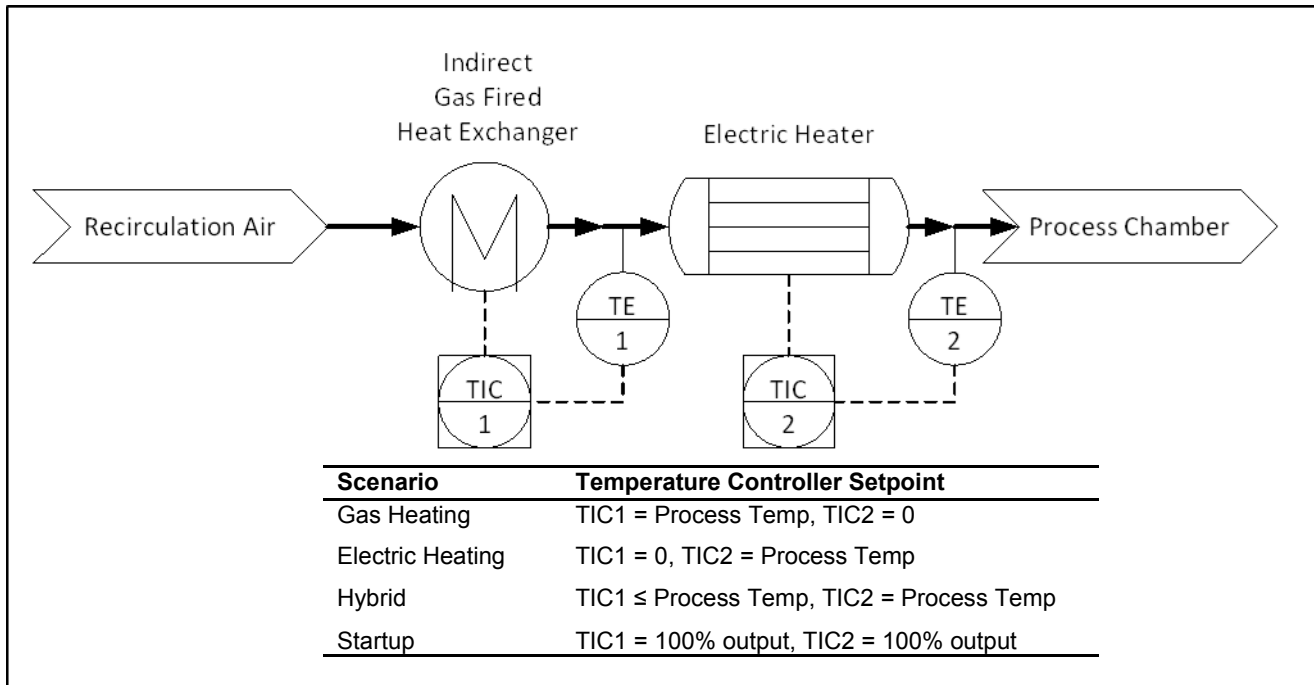 Indirect
Gas Fired
Heat Exchanger
Electric Heater
Recirculation Air
Process Chamber
TE
1
TE
2
TIC
1
TIC
2
Scenario Temperature Controller Setpoint
Gas Heating TIC1 = Process Temp, TIC2 = 0
Electric Heating TIC1 = 0, TIC2 = Process Temp
Hybrid TIC1 ≤ Process Temp, TIC2 = Process Temp
Startup TIC1 = 100% output, TIC2 = 100% output